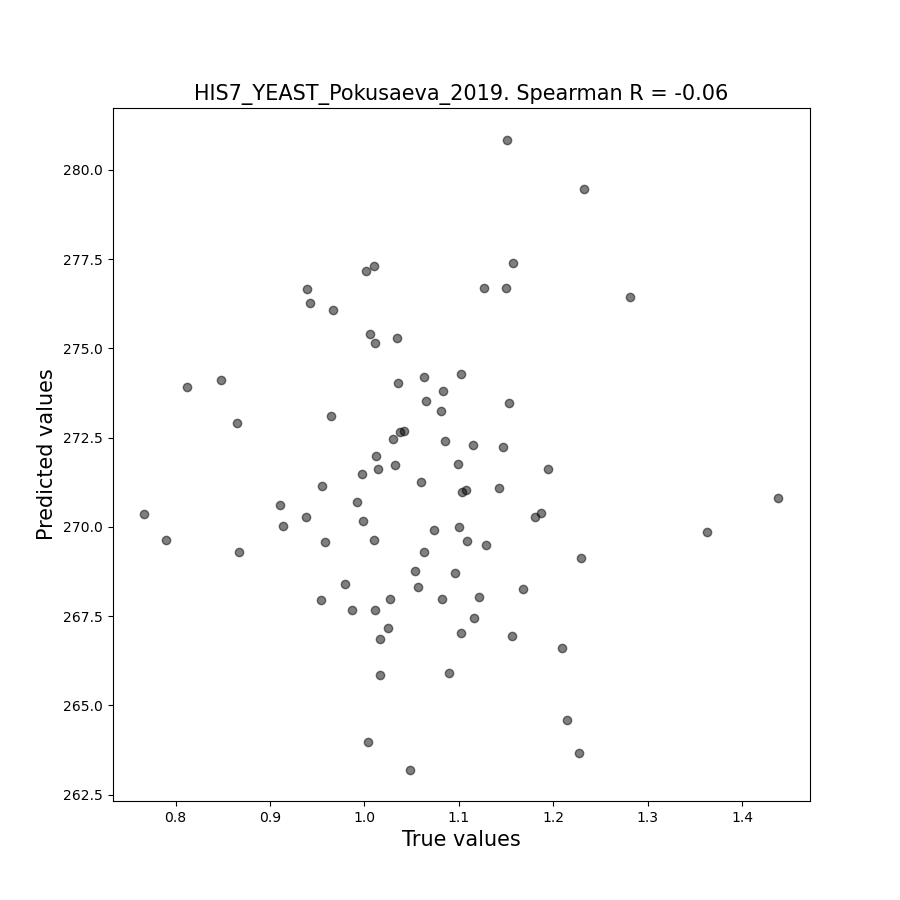 HIS7_YEAST_Pokusaeva_2019. Spearman R = -0.06
280.0
277.5
275.0
272.5
270.0
267.5
265.0
262.5
Predicted values
0.8 0.9 1.0 1.1 1.2 1.3 1.4
True values